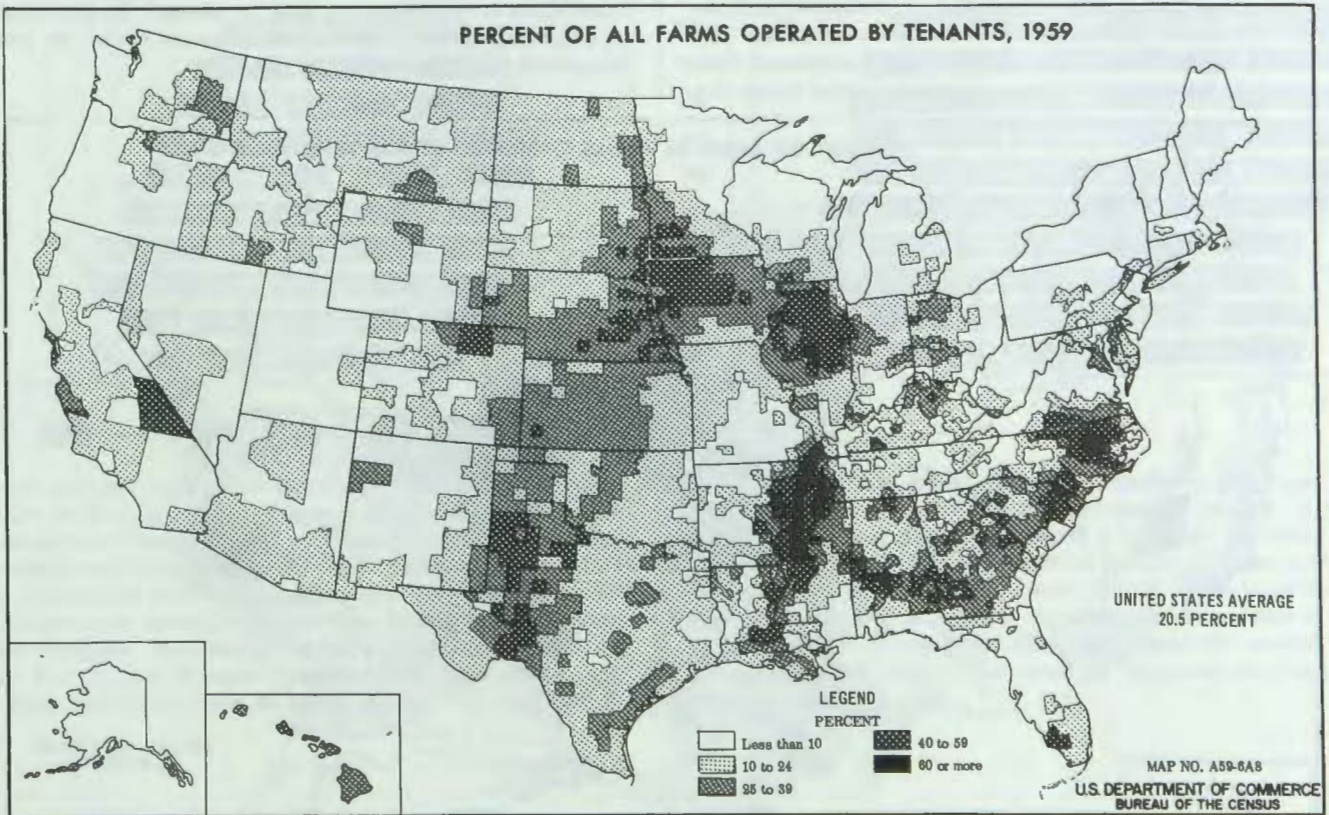 PERCENT OF ALL FARMS OPERATED BY TENANTS, 1959
UNITED STATES AVERAGE
20.5 PERCENT
LEGEND
PERCENT
Less than 10
10 to 24
25 to 39
40 to 59
60 or more
MAP NO. A59-6A8
U.S. DEPARTMENT OF COMMERCE
BUREAU OF THE CENSUS